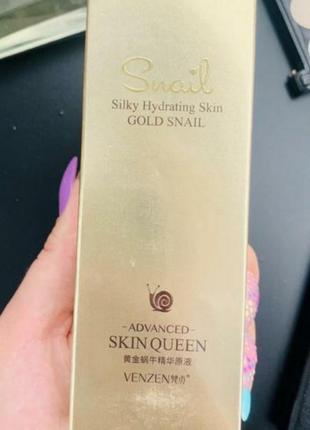 Snail
Silky Hydrating Skin
GOLD SNAIL
-ADVANCED-
SKIN QUEEN
黄金蜗牛精华原液
VENZEN梵贞®